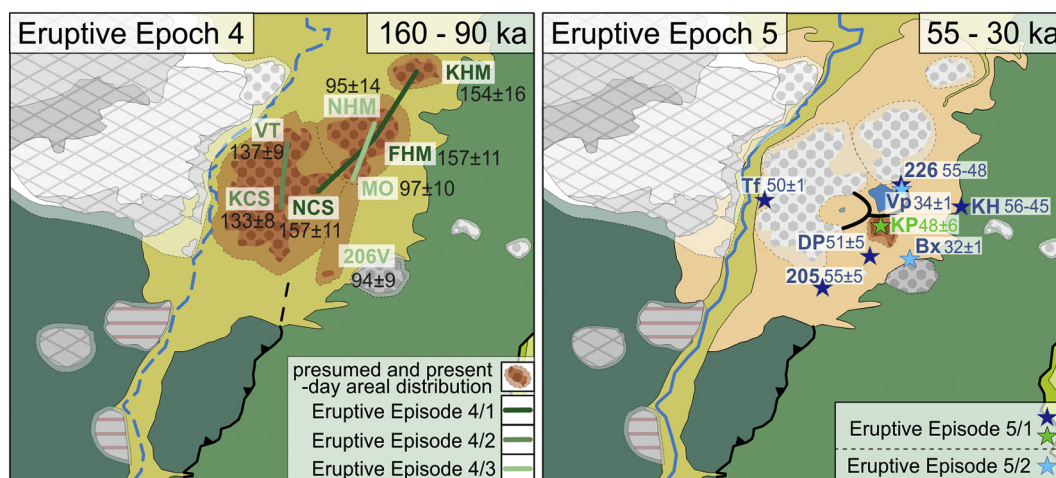 Eruptive Epoch 4
160 - 90 ka
KHM
154±16
95±14
NHM
VT
137±9
FHM 157±11
MO 97±10
KCS
133±8
NCS
157±11
206V
94±9
presumed and present
-day areal distribution
Eruptive Episode 4/1
Eruptive Episode 4/2
Eruptive Episode 4/3
Eruptive Epoch 5
55 - 30 ka
226 55-48
Tf 50±1
Vp 34±1
KH 56-45
KP 48±6
DP 51±5
Bx 32±1
205 55±5
Eruptive Episode 5/1
Eruptive Episode 5/2